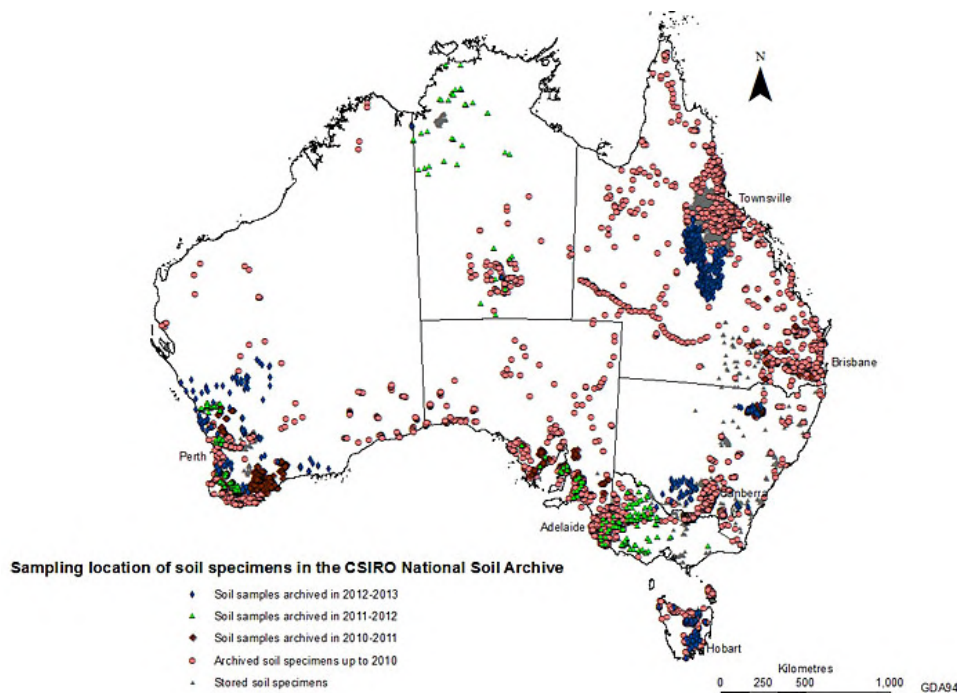 N
Townsville
Brisbane
Perth
Canberra
Adelaide
Sampling location of soil specimens in the CSIRO National Soil Archive
Soil samples archived in 2012-2013
Soil samples archived in 2011-2012
Soil samples archived in 2010-2011
Archived soil specimens up to 2010
Stored soil specimens
Hobart
Kilometres
0 250 500 1,000
GDA94